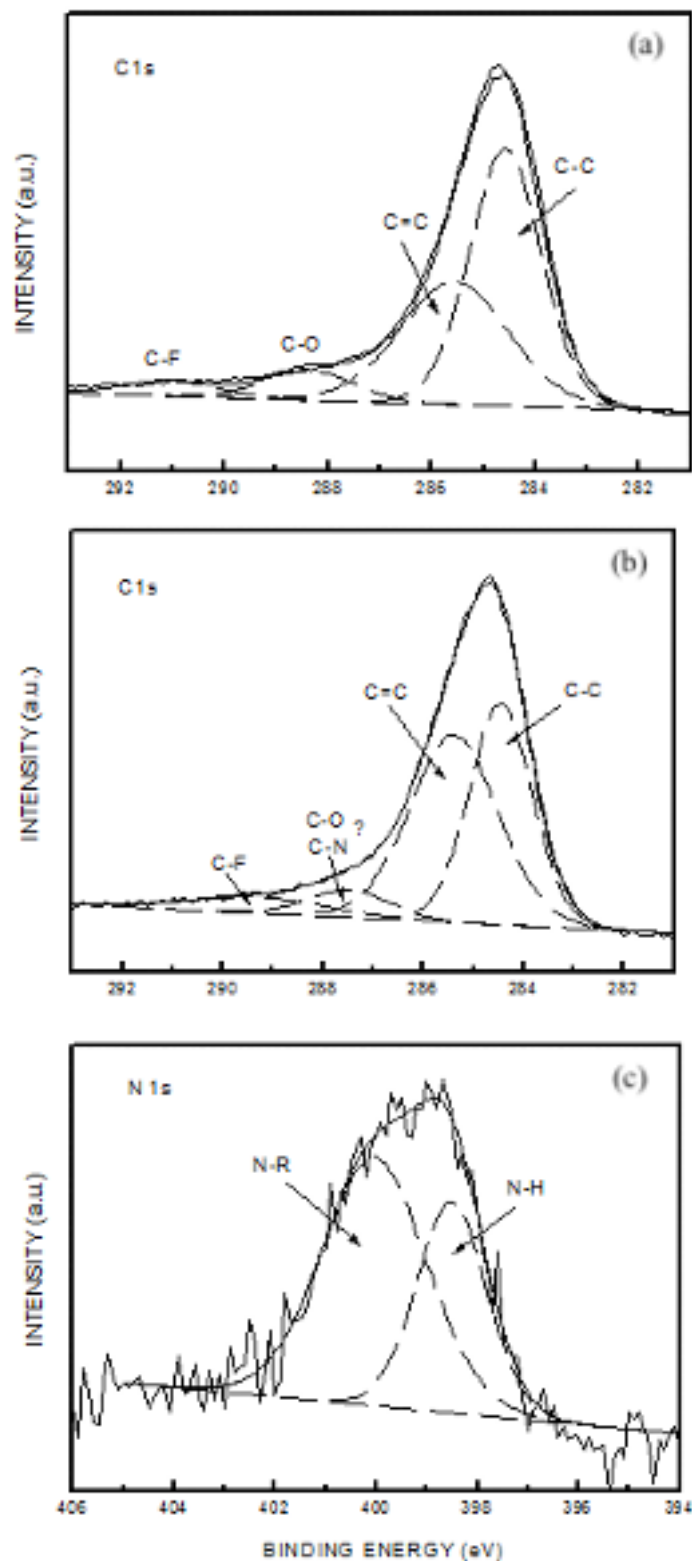 (a)
C1s
C-C
C=C
C-F
C-O
INTENSITY (a.u.)
292 290 288 286 284 282
(b)
C1s
C=C
C-C
C-O ?
C-N
C-F
INTENSITY (a.u.)
292 290 288 286 284 282
(c)
N 1s
N-R
N-H
INTENSITY (a.u)
406 404 402 400 398 396 394
BINDING ENERGY (eV)